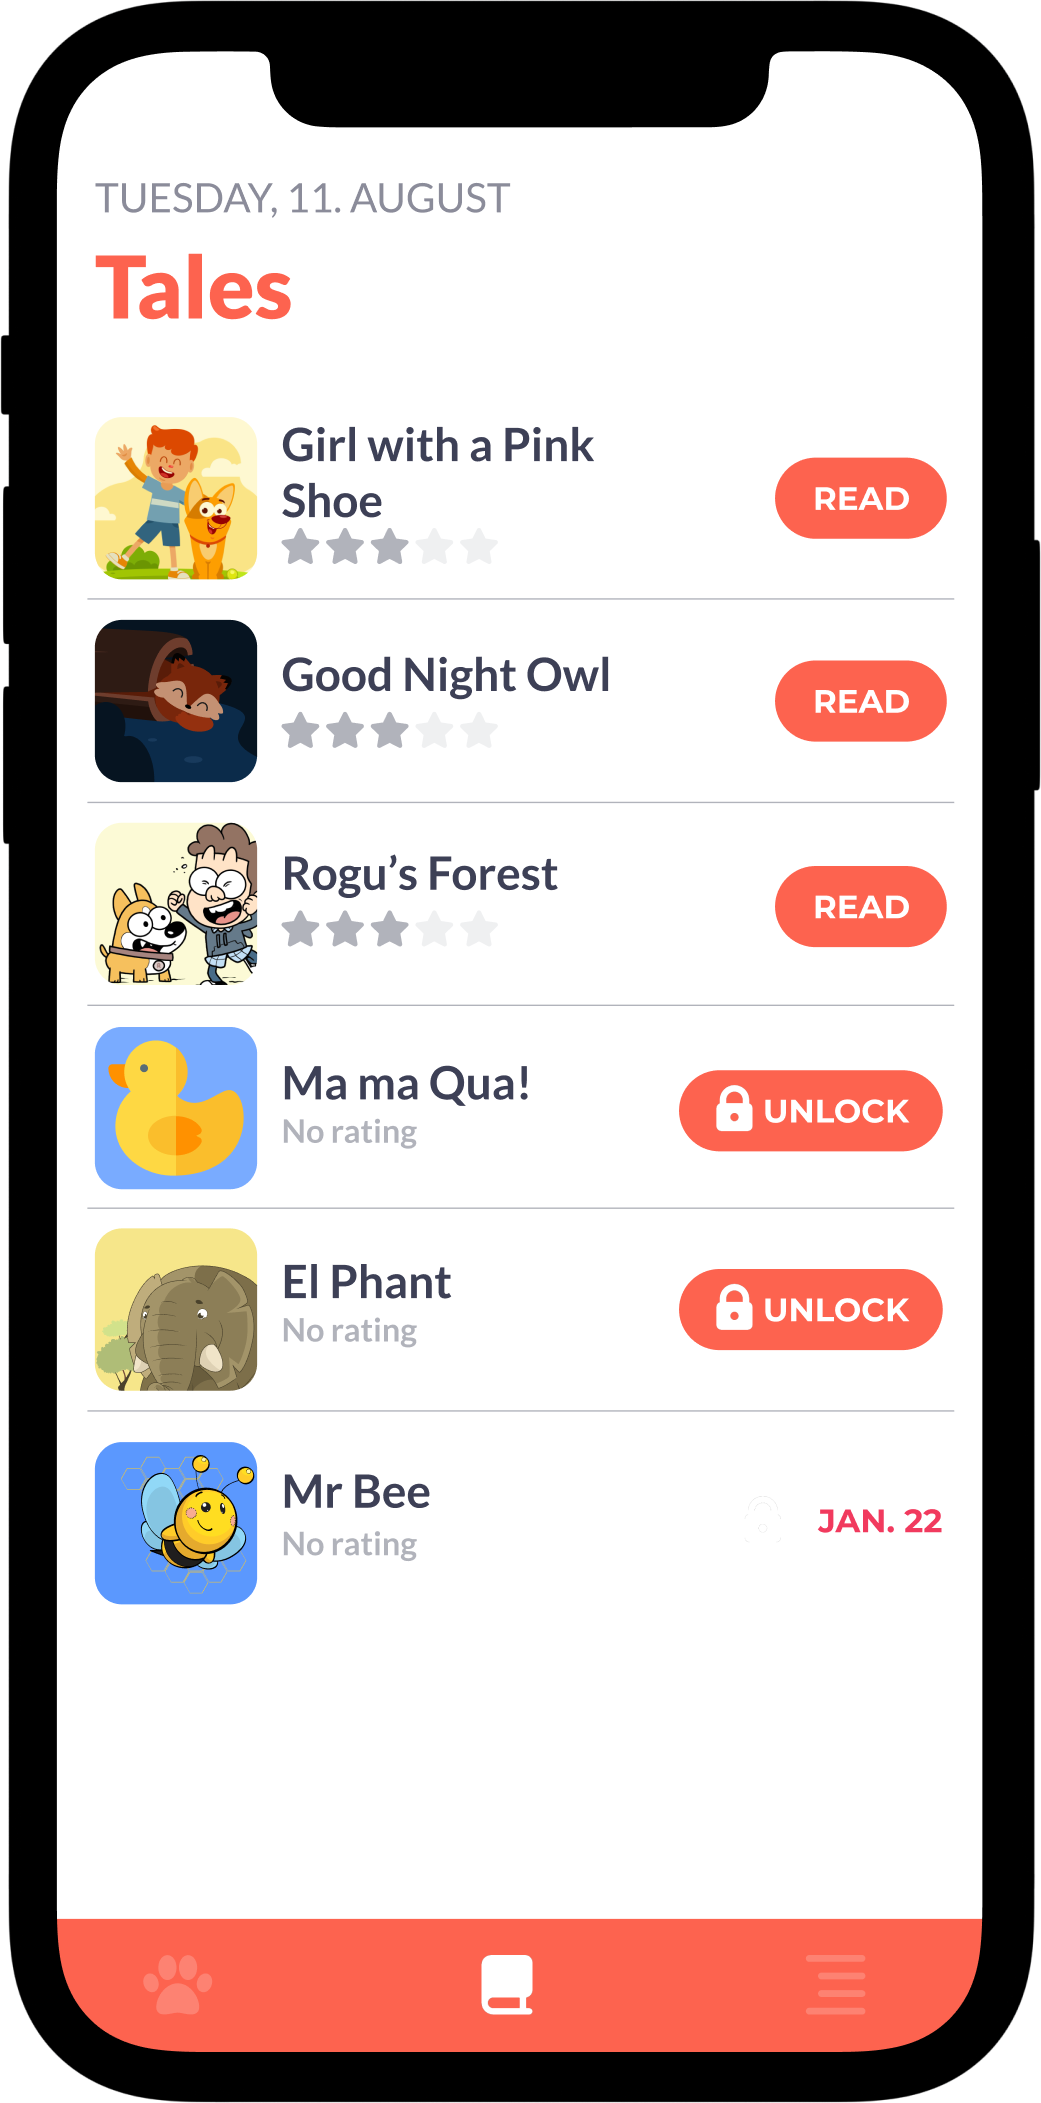 TUESDAY, 11. AUGUST
Tales
Girl with a Pink
Shoe
READ
Good Night Owl
READ
Rogu’s Forest
READ
Ma ma Qua!
No rating
UNLOCK
El Phant
No rating
UNLOCK
Mr Bee
No rating
JAN. 22